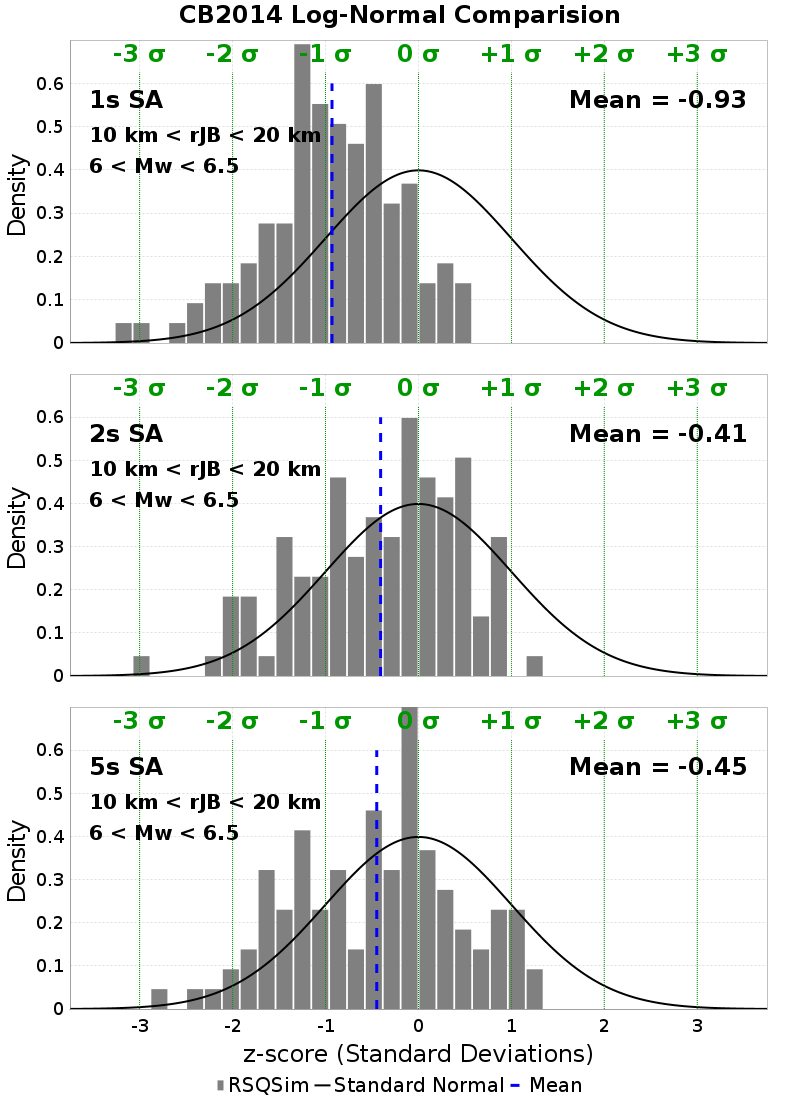 CB2014 Log-Normal Comparision
-3 σ -2 σ -1 σ 0 σ +1 σ +2 σ +3 σ
1s SA Mean = -0.93
10 km < rJB < 20 km
6 < Mw < 6.5
Density
0.6
0.5
0.4
0.3
0.2
0.1
0
-3 σ -2 σ -1 σ 0 σ +1 σ +2 σ +3 σ
2s SA Mean = -0.41
10 km < rJB < 20 km
6 < Mw < 6.5
Density
0.6
0.5
0.4
0.3
0.2
0.1
0
-3 σ -2 σ -1 σ 0 σ +1 σ +2 σ +3 σ
5s SA Mean = -0.45
10 km < rJB < 20 km
6 < Mw < 6.5
Density
0.6
0.5
0.4
0.3
0.2
0.1
0
-3 -2 -1 0 1 2 3
z-score (Standard Deviations)
RSQSim Standard Normal Mean